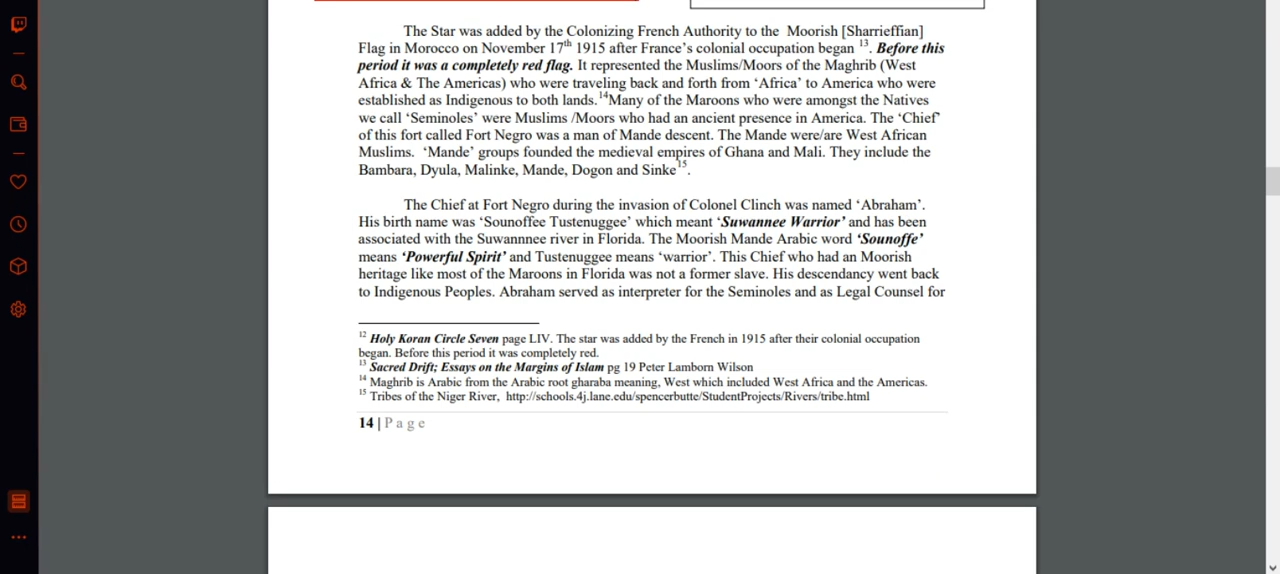 The Star was added by the Colonizing French Authority to the Moorish [Sharrieffian]
Flag in Morocco on November 17th 1915 after France's colonial occupation began 13. Before this
period it was a completely red flag. It represented the Muslims/Moors of the Maghrib (West
Africa & The Americas) who were traveling back and forth from 'Africa' to America who were
established as Indigenous to both lands.14Many of the Maroons who were amongst the Natives
we call 'Seminoles' were Muslims /Moors who had an ancient presence in America. The 'Chief'
of this fort called Fort Negro was a man of Mande descent. The Mande were/are West African
Muslims. 'Mande' groups founded the medieval empires of Ghana and Mali. They include the
Bambara, Dyula, Malinke, Mande, Dogon and Sinke15.
The Chief at Fort Negro during the invasion of Colonel Clinch was named 'Abraham'.
His birth name was 'Sounoffee Tustenuggee' which meant 'Suwannee Warrior' and has been
associated with the Suwannnee river in Florida. The Moorish Mande Arabic word 'Sounoffe'
means 'Powerful Spirit' and Tustenuggee means 'warrior'. This Chief who had an Moorish
heritage like most of the Maroons in Florida was not a former slave. His descendancy went back
to Indigenous Peoples. Abraham served as interpreter for the Seminoles and as Legal Counsel for
12 Holy Koran Circle Seven page LIV. The star was added by the French in 1915 after their colonial occupation
began. Before this period it was completely red.
13 Sacred Drift; Essays on the Margins of Islam pg 19 Peter Lamborn Wilson
14 Maghrib is Arabic from the Arabic root gharaba meaning, West which included West Africa and the Americas.
15 Tribes of the Niger River, http://schools.4j.lane.edu/spencerbutte/StudentProjects/Rivers/tribe.html
14 | Page